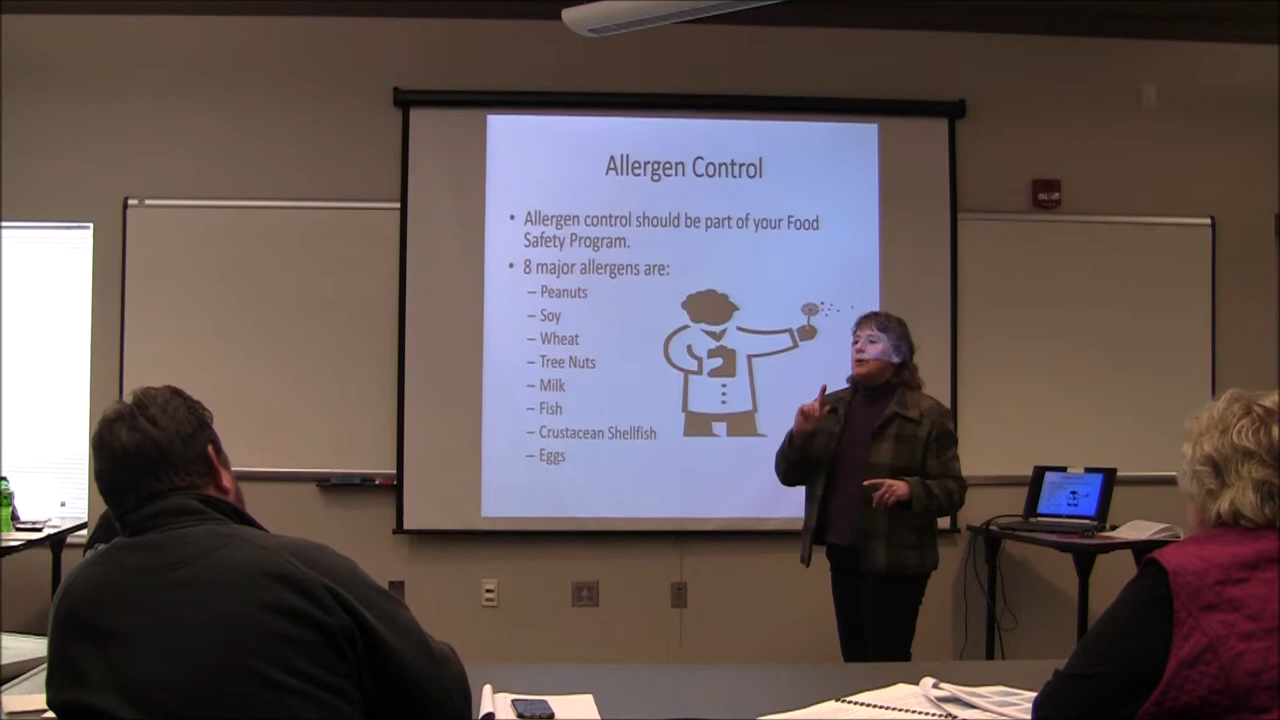 Allergen Control
• Allergen control should be part of your Food
Safety Program.
• 8 major allergens are:
– Peanuts
– Soy
– Wheat
– Tree Nuts
– Milk
– Fish
– Crustacean Shellfish
– Eggs